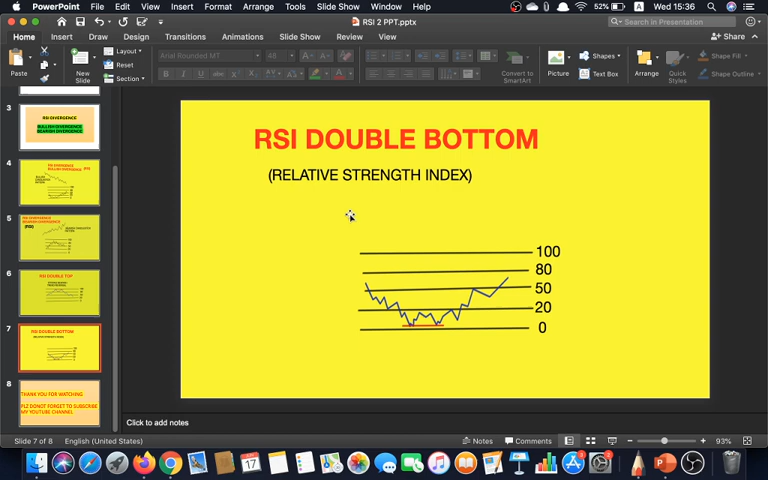 PowerPoint File Edit View Insert Format Arrange Tools Slide Show Window Help 52% Wed 15:36
RSI 2 PPT.pptx
Search in Presentation
Home Insert Draw Design Transitions Animations Slide Show Review View Share
Paste
New Slide
Layout
Reset
Section
Arial Rounded MT 48
Convert to SmartArt
Picture
Shapes
Text Box
Arrange
Quick Styles
Shape Fill
Shape Outline
3
RSI DIVERGENCE
BULLISH DIVERGENCE
BEARISH DIVERGENCE
4
5
6
RSI DOUBLE TOP
7
RSI DOUBLE BOTTOM
8
THANK YOU FOR WATCHING
PLZ DONOT FORGET TO SUBSCRIBE
MY YOUTUBE CHANNEL
RSI DOUBLE BOTTOM
(RELATIVE STRENGTH INDEX)
100
80
50
20
0
Click to add notes
Slide 7 of 8 English (United States) Notes Comments 93%